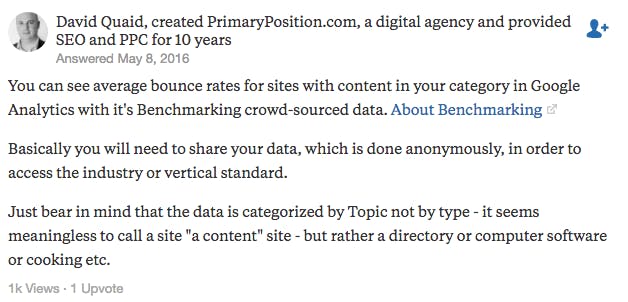 David Quaid, created PrimaryPosition.com, a digital agency and provided
SEO and PPC for 10 years
Answered May 8, 2016
You can see average bounce rates for sites with content in your category in Google
Analytics with it's Benchmarking crowd-sourced data. About Benchmarking
Basically you will need to share your data, which is done anonymously, in order to
access the industry or vertical standard.
Just bear in mind that the data is categorized by Topic not by type - it seems
meaningless to call a site "a content" site - but rather a directory or computer software
or cooking etc.
1k Views · 1 Upvote